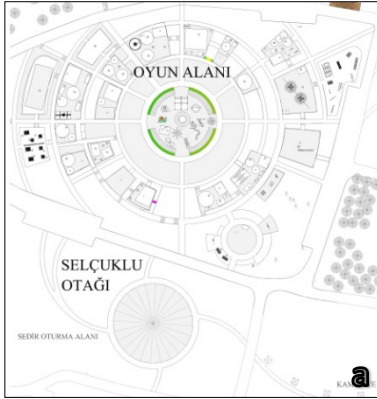 OYUN ALANI
SELÇUKLU
OTAĞI
SEDİR OTURMA ALANI
a